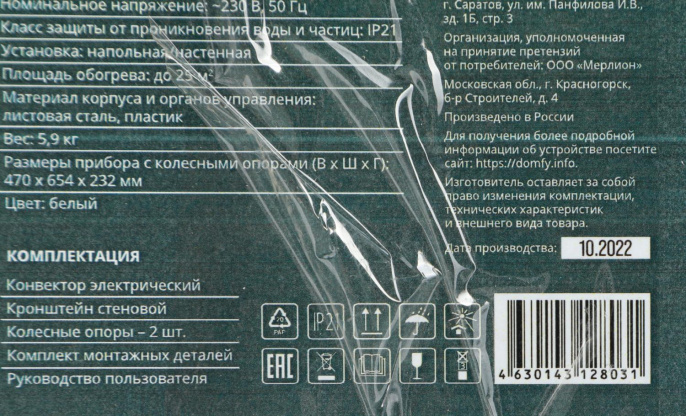 Номинальное напряжение: ~230 В, 50 Гц
Класс защиты от проникновения воды и частиц: IP21
Установка: напольная/настенная
Площадь обогрева: до 25 м²
Материал корпуса и органов управления:
листовая сталь, пластик
Вес: 5,9 кг
Размеры прибора с колесными опорами (В х Ш х Г):
470 х 654 х 232 мм
Цвет: белый
КОМПЛЕКТАЦИЯ
Конвектор электрический
Кронштейн стеновой
Колесные опоры – 2 шт.
Комплект монтажных деталей
Руководство пользователя
г. Саратов, ул. им. Панфилова И.В.,
зд. 1Б, стр. 3
Организация, уполномоченная
на принятие претензий
от потребителей: ООО «Мерлион»
Московская обл., г. Красногорск,
б-р Строителей, д. 4
Произведено в России
Для получения более подробной
информации об устройстве посетите
сайт: https://domfy.info.
Изготовитель оставляет за собой
право изменения комплектации,
технических характеристик
и внешнего вида товара.
Дата производства: 10.2022
20
PAP
IP21
EAC
4 630143 128031